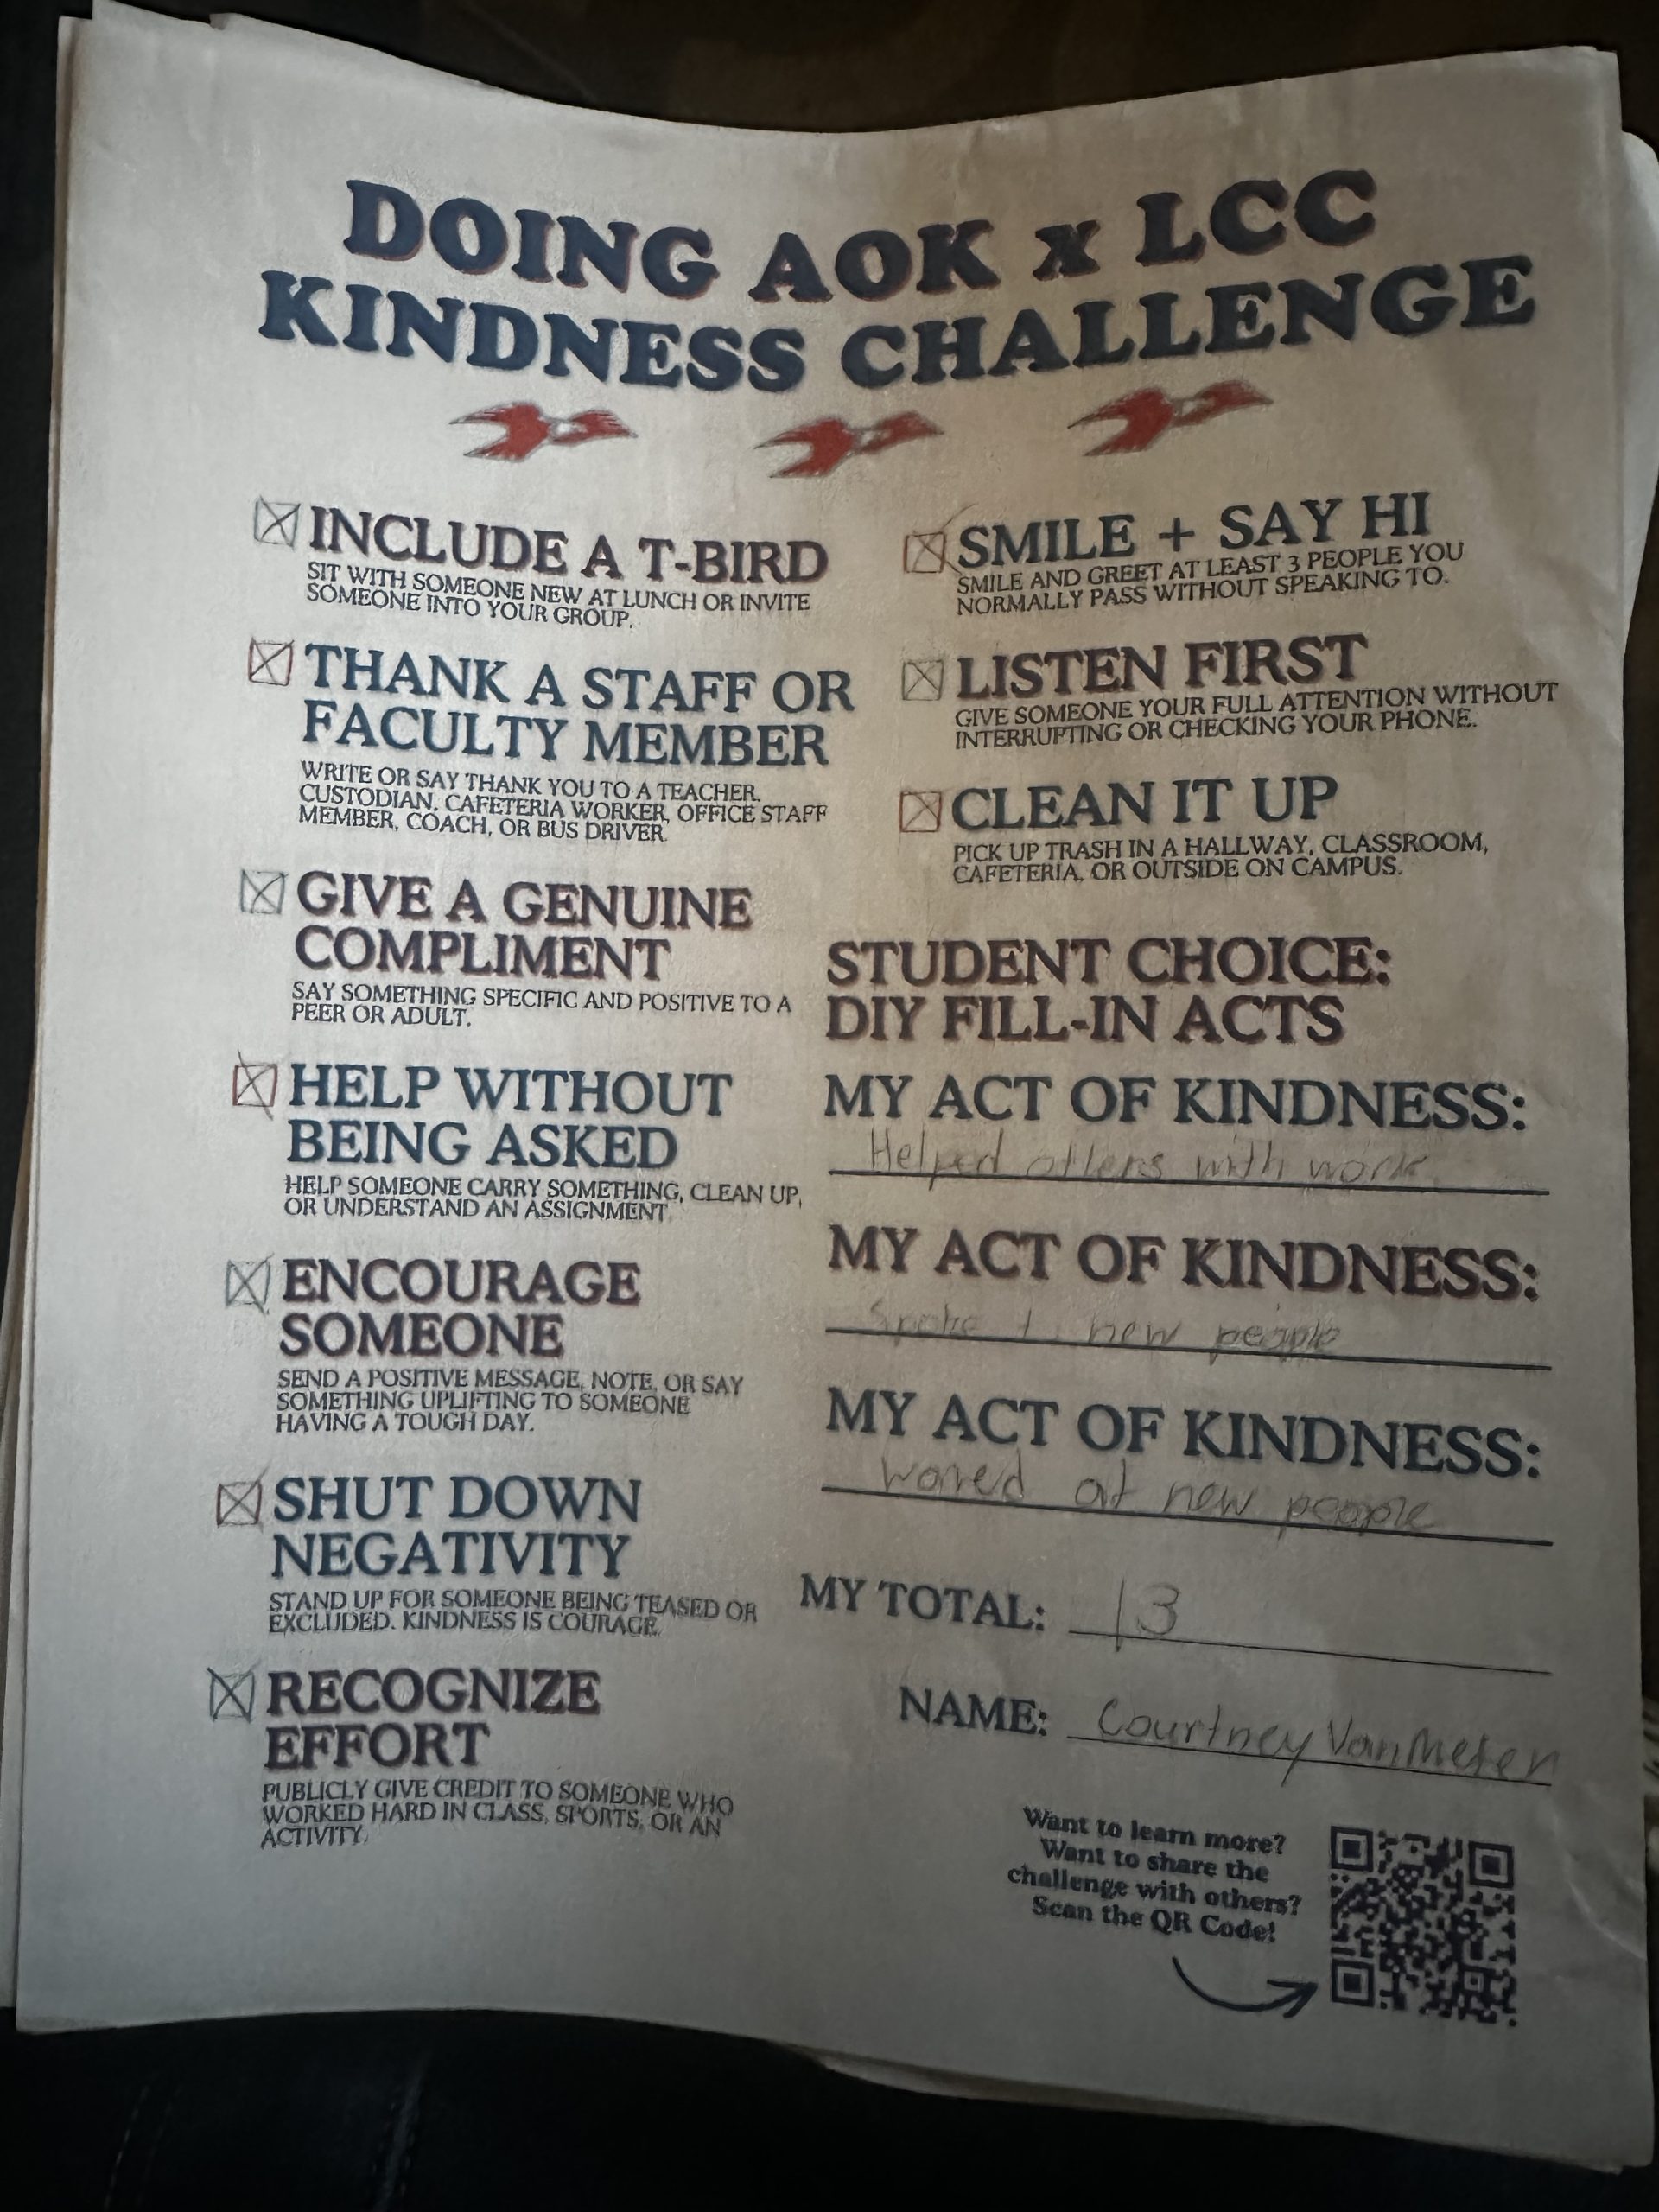 DOING AOK x LCC
KINDNESS CHALLENGE
INCLUDE A T-BIRD
SIT WITH SOMEONE NEW AT LUNCH OR INVITE
SOMEONE INTO YOUR GROUP.
THANK A STAFF OR
FACULTY MEMBER
WRITE OR SAY THANK YOU TO A TEACHER,
CUSTODIAN, CAFETERIA WORKER, OFFICE STAFF
MEMBER, COACH, OR BUS DRIVER.
GIVE A GENUINE
COMPLIMENT
SAY SOMETHING SPECIFIC AND POSITIVE TO A
PEER OR ADULT.
HELP WITHOUT
BEING ASKED
HELP SOMEONE CARRY SOMETHING, CLEAN UP,
OR UNDERSTAND AN ASSIGNMENT.
ENCOURAGE
SOMEONE
SEND A POSITIVE MESSAGE, NOTE, OR SAY
SOMETHING UPLIFTING TO SOMEONE
HAVING A TOUGH DAY.
SHUT DOWN
NEGATIVITY
STAND UP FOR SOMEONE BEING TEASED OR
EXCLUDED. KINDNESS IS COURAGE.
RECOGNIZE
EFFORT
PUBLICLY GIVE CREDIT TO SOMEONE WHO
WORKED HARD IN CLASS, SPORTS, OR AN
ACTIVITY.
SMILE + SAY HI
SMILE AND GREET AT LEAST 3 PEOPLE YOU
NORMALLY PASS WITHOUT SPEAKING TO.
LISTEN FIRST
GIVE SOMEONE YOUR FULL ATTENTION WITHOUT
INTERRUPTING OR CHECKING YOUR PHONE.
CLEAN IT UP
PICK UP TRASH IN A HALLWAY, CLASSROOM,
CAFETERIA, OR OUTSIDE ON CAMPUS.
STUDENT CHOICE:
DIY FILL-IN ACTS
MY ACT OF KINDNESS:
Helped others with work
MY ACT OF KINDNESS:
Spoke to new people
MY ACT OF KINDNESS:
waved at new people
MY TOTAL: 13
NAME: Courtney VanMeter
Want to learn more?
Want to share the
challenge with others?
Scan the QR Code!